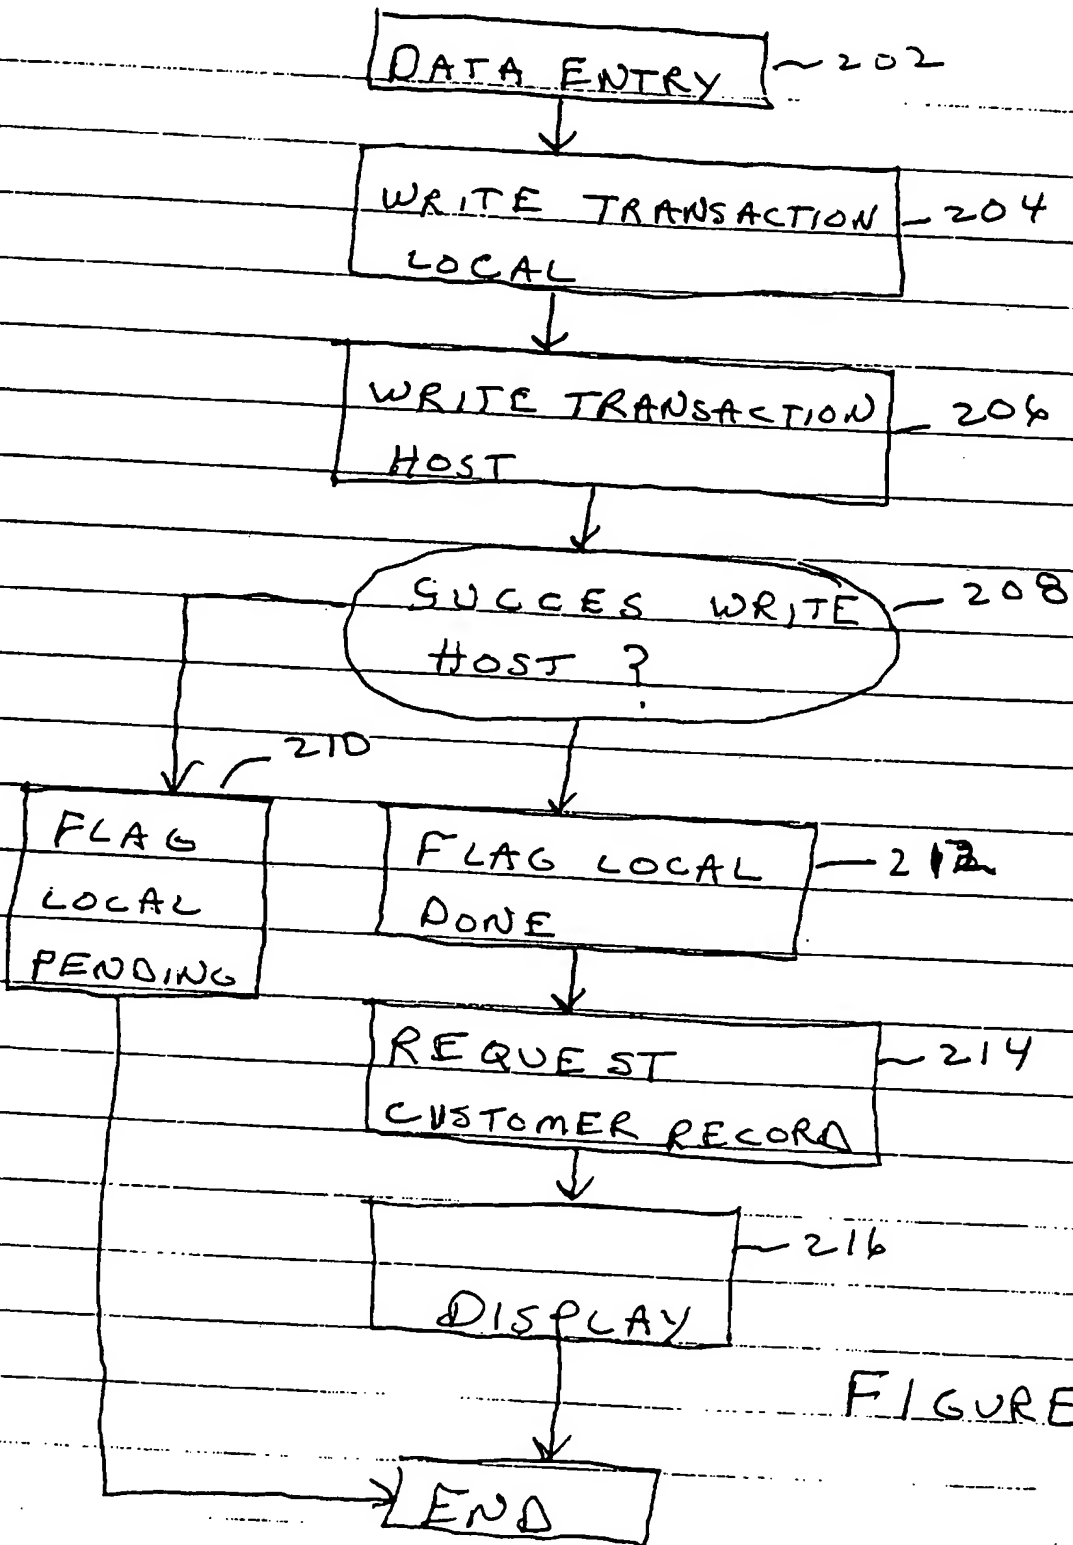 DATA ENTRY 202
WRITE TRANSACTION 204
LOCAL
WRITE TRANSACTION 206
HOST
SUCCES WRITE 208
HOST ?
210
FLAG
LOCAL
PENDING
FLAG LOCAL 212
DONE
REQUEST 214
CUSTOMER RECORD
216
DISPLAY
FIGURE
END